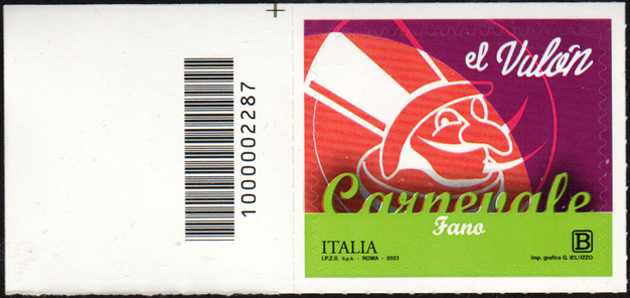 1000002287
el Vulón
Carnevale
Fano
ITALIA
B
I.P.Z.S. S.p.A. - ROMA - 2023
imp. grafica G. IELUZZO